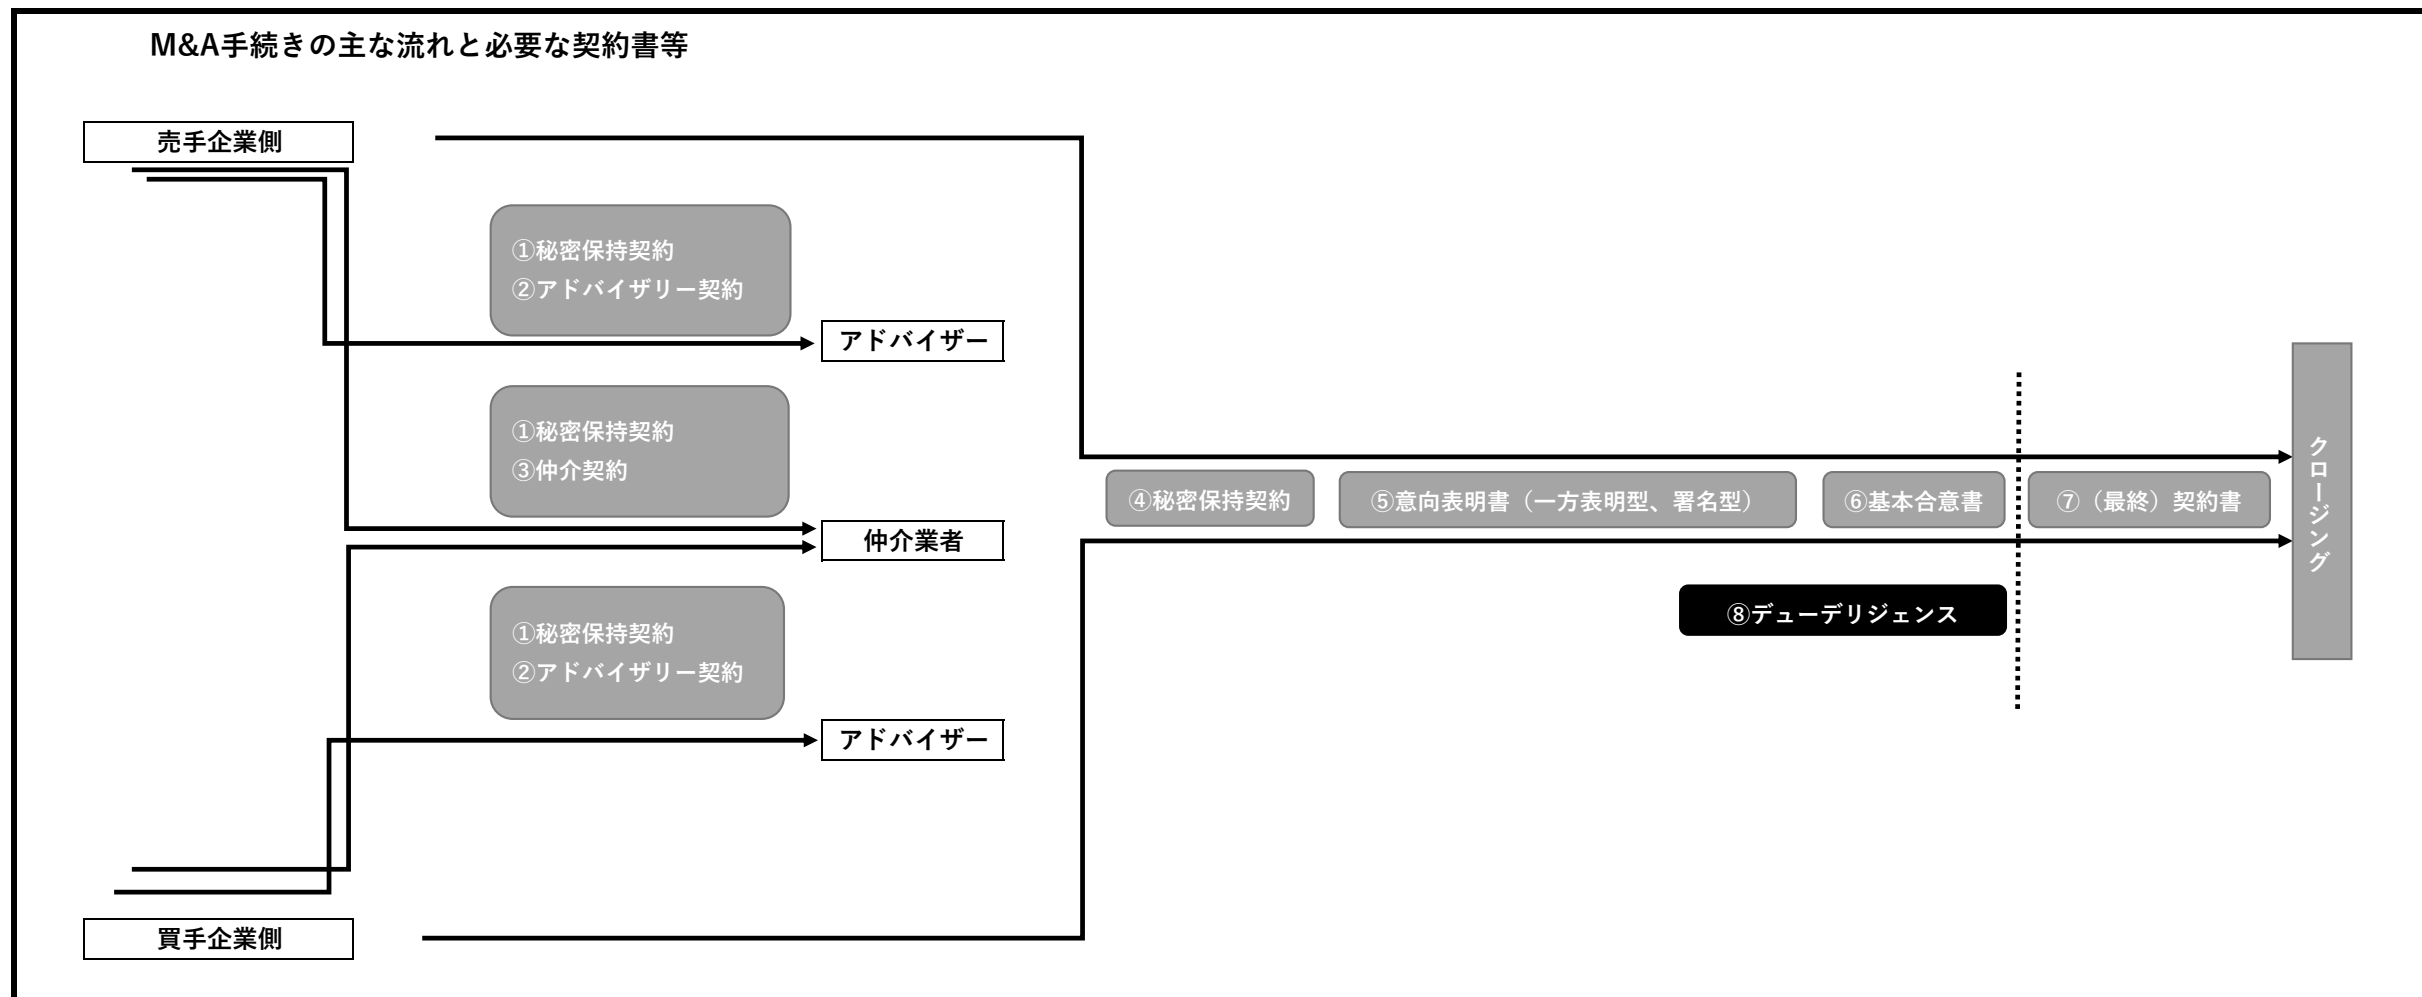 M&A手続きの主な流れと必要な契約書等
売手企業側
①秘密保持契約
②アドバイザリー契約
アドバイザー
①秘密保持契約
③仲介契約
仲介業者
①秘密保持契約
②アドバイザリー契約
アドバイザー
買手企業側
④秘密保持契約
⑤意向表明書（一方表明型、署名型）
⑥基本合意書
⑦（最終）契約書
⑧デューデリジェンス
クロージング